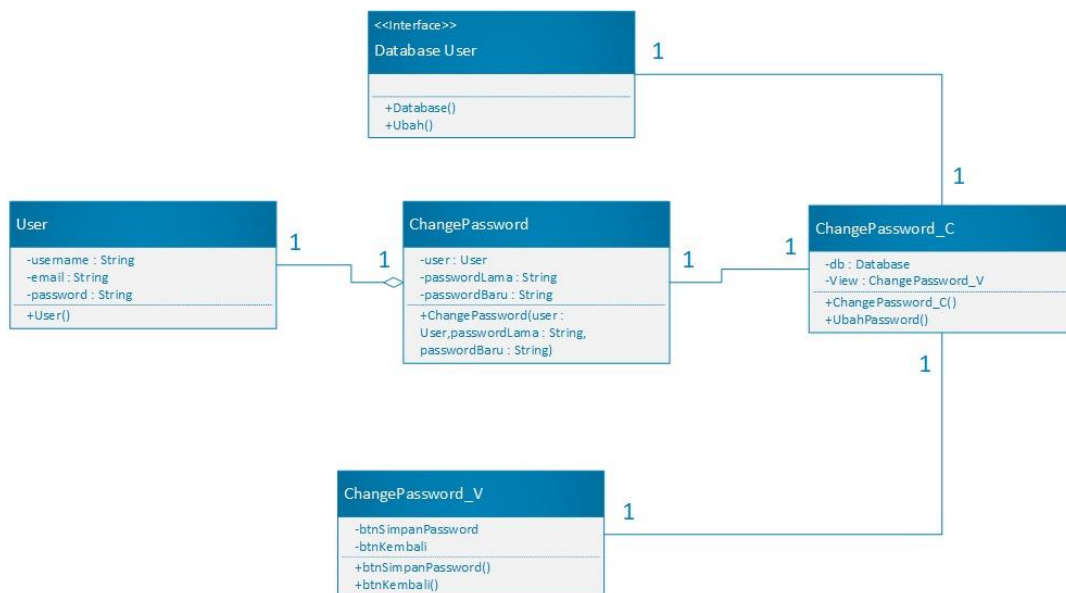 <<Interface>>
Database User
+Database()
+Ubah()
1
1
User
-username : String
-email : String
-password : String
+User()
1
1
ChangePassword
-user : User
-passwordLama : String
-passwordBaru : String
+ChangePassword(user :
User,passwordLama : String,
passwordBaru : String)
1
1
ChangePassword_C
-db : Database
-View : ChangePassword_V
+ChangePassword_C()
+UbahPassword()
1
ChangePassword_V
-btnSimpanPassword
-btnKembali
+btnSimpanPassword()
+btnKembali()
1